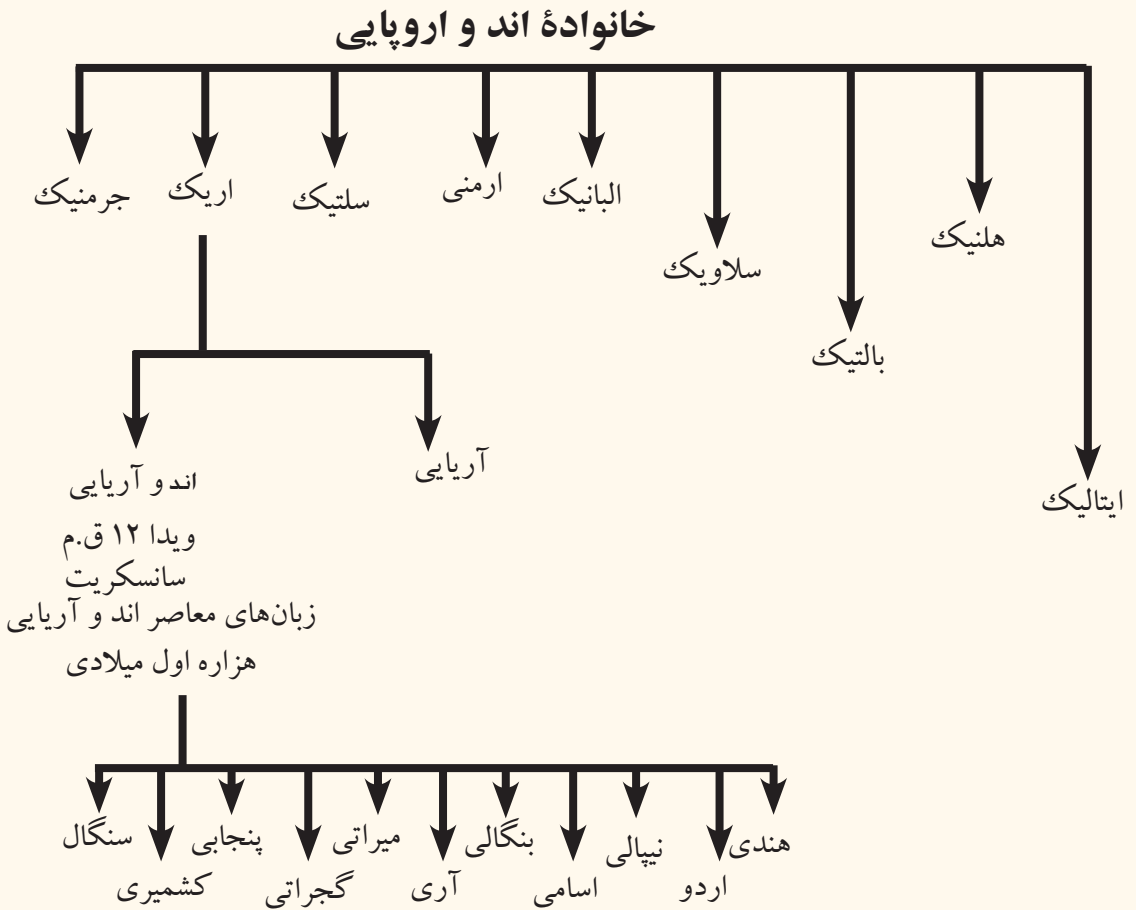 خانوادهٔ اند و اروپایی
ایتالیک
هلنیک
بالتیک
سلاویک
البانیک
ارمنی
سلتیک
اریک
جرمنیک
آریایی
اند و آریایی
ویدا ۱۲ ق.م
سانسکریت
زبان‌های معاصر اند و آریایی
هزاره اول میلادی
هندی
اردو
نیپالی
اسامی
بنگالی
آری
میراتی
گجراتی
پنجابی
کشمیری
سنگال